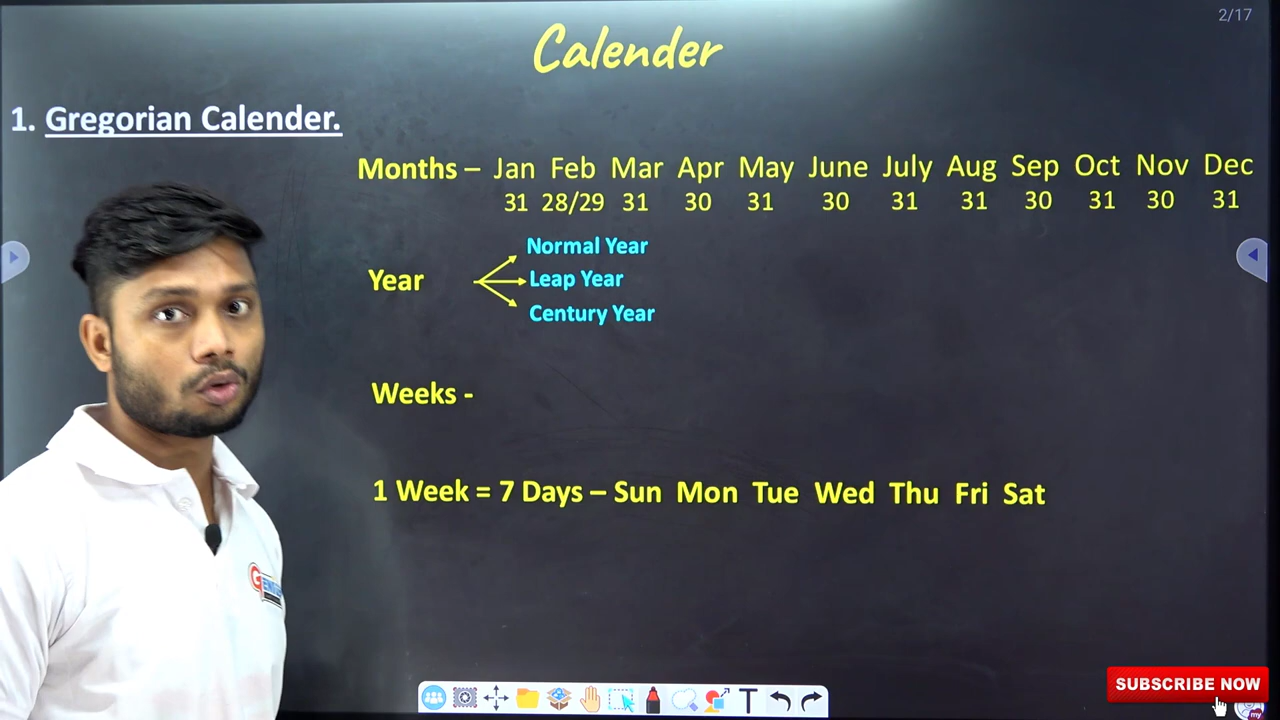 2/17
Calender
1. Gregorian Calender.
Months – Jan Feb Mar Apr May June July Aug Sep Oct Nov Dec
31 28/29 31 30 31 30 31 31 30 31 30 31
Normal Year
Year
Leap Year
Century Year
Weeks -
1 Week = 7 Days – Sun Mon Tue Wed Thu Fri Sat
T
SUBSCRIBE NOW
my